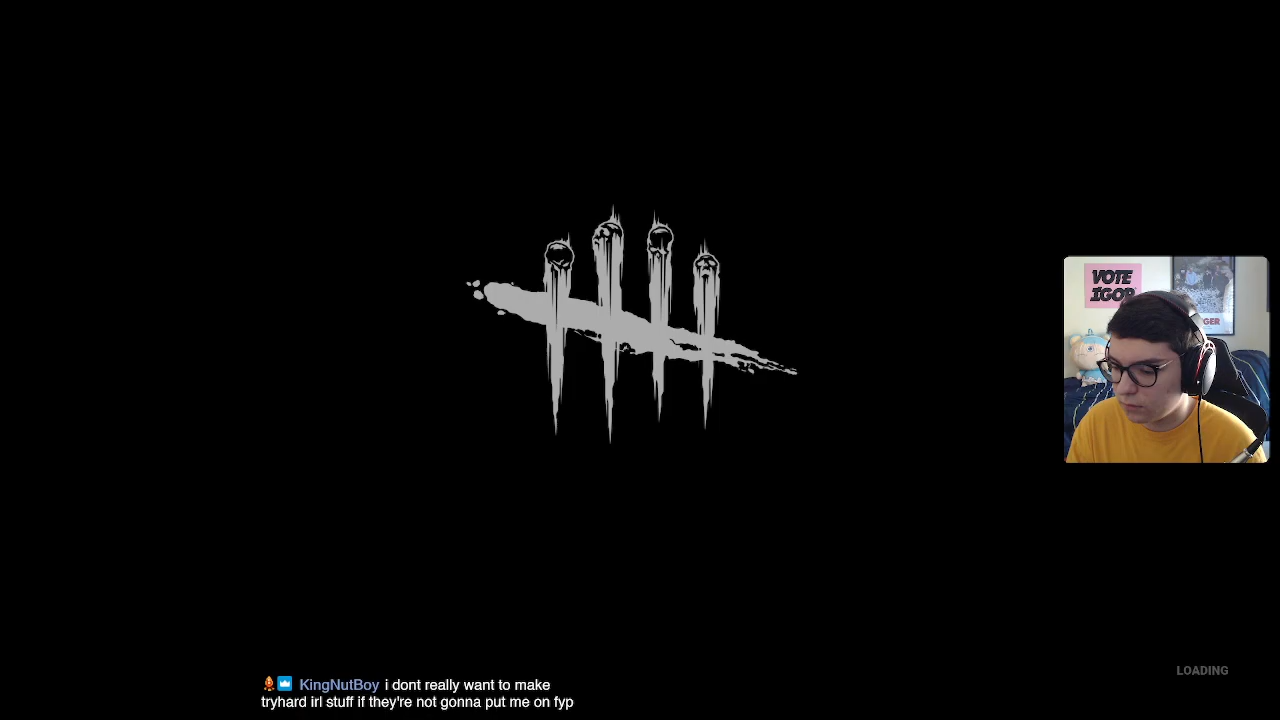 VOTE
IGOR
GER
LOADING
KingNutBoy i dont really want to make
tryhard irl stuff if they're not gonna put me on fyp